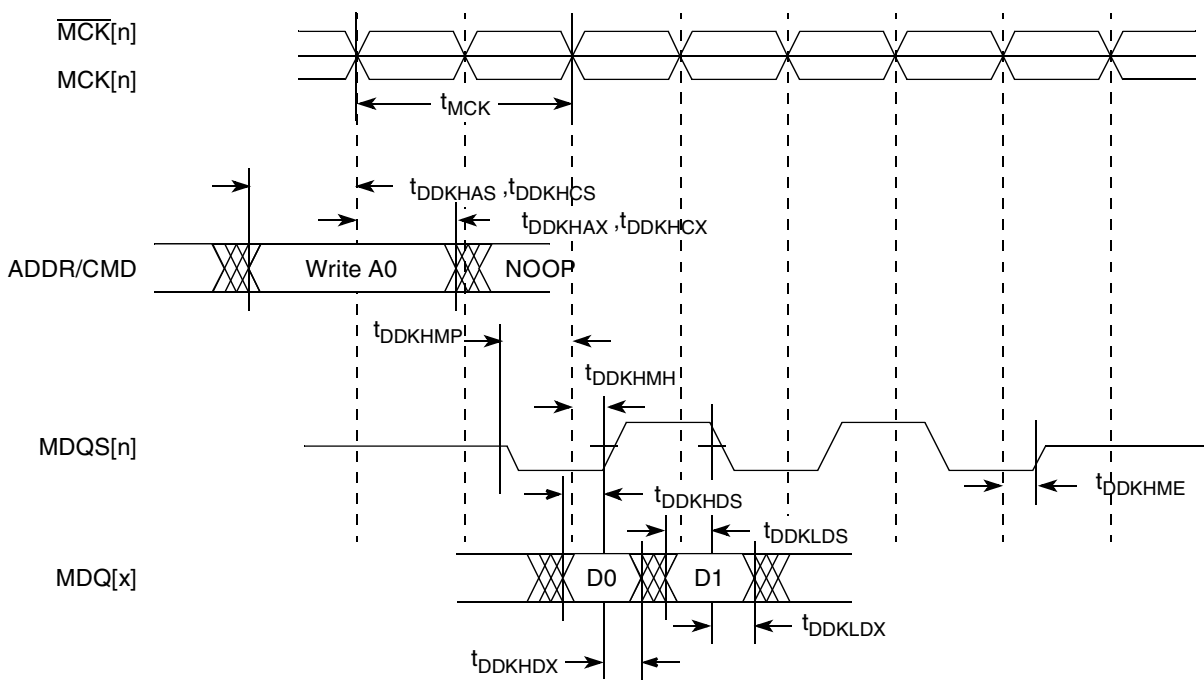 MCK[n]
MCK[n]
tMCK
tDDKHAS ,tDDKHCS
tDDKHAX ,tDDKHCX
ADDR/CMD
Write A0
NOOP
tDDKHMP
tDDKHMH
MDQS[n]
tDDKHME
tDDKHDS
tDDKLDS
MDQ[x]
D0
D1
tDDKLDX
tDDKHDX